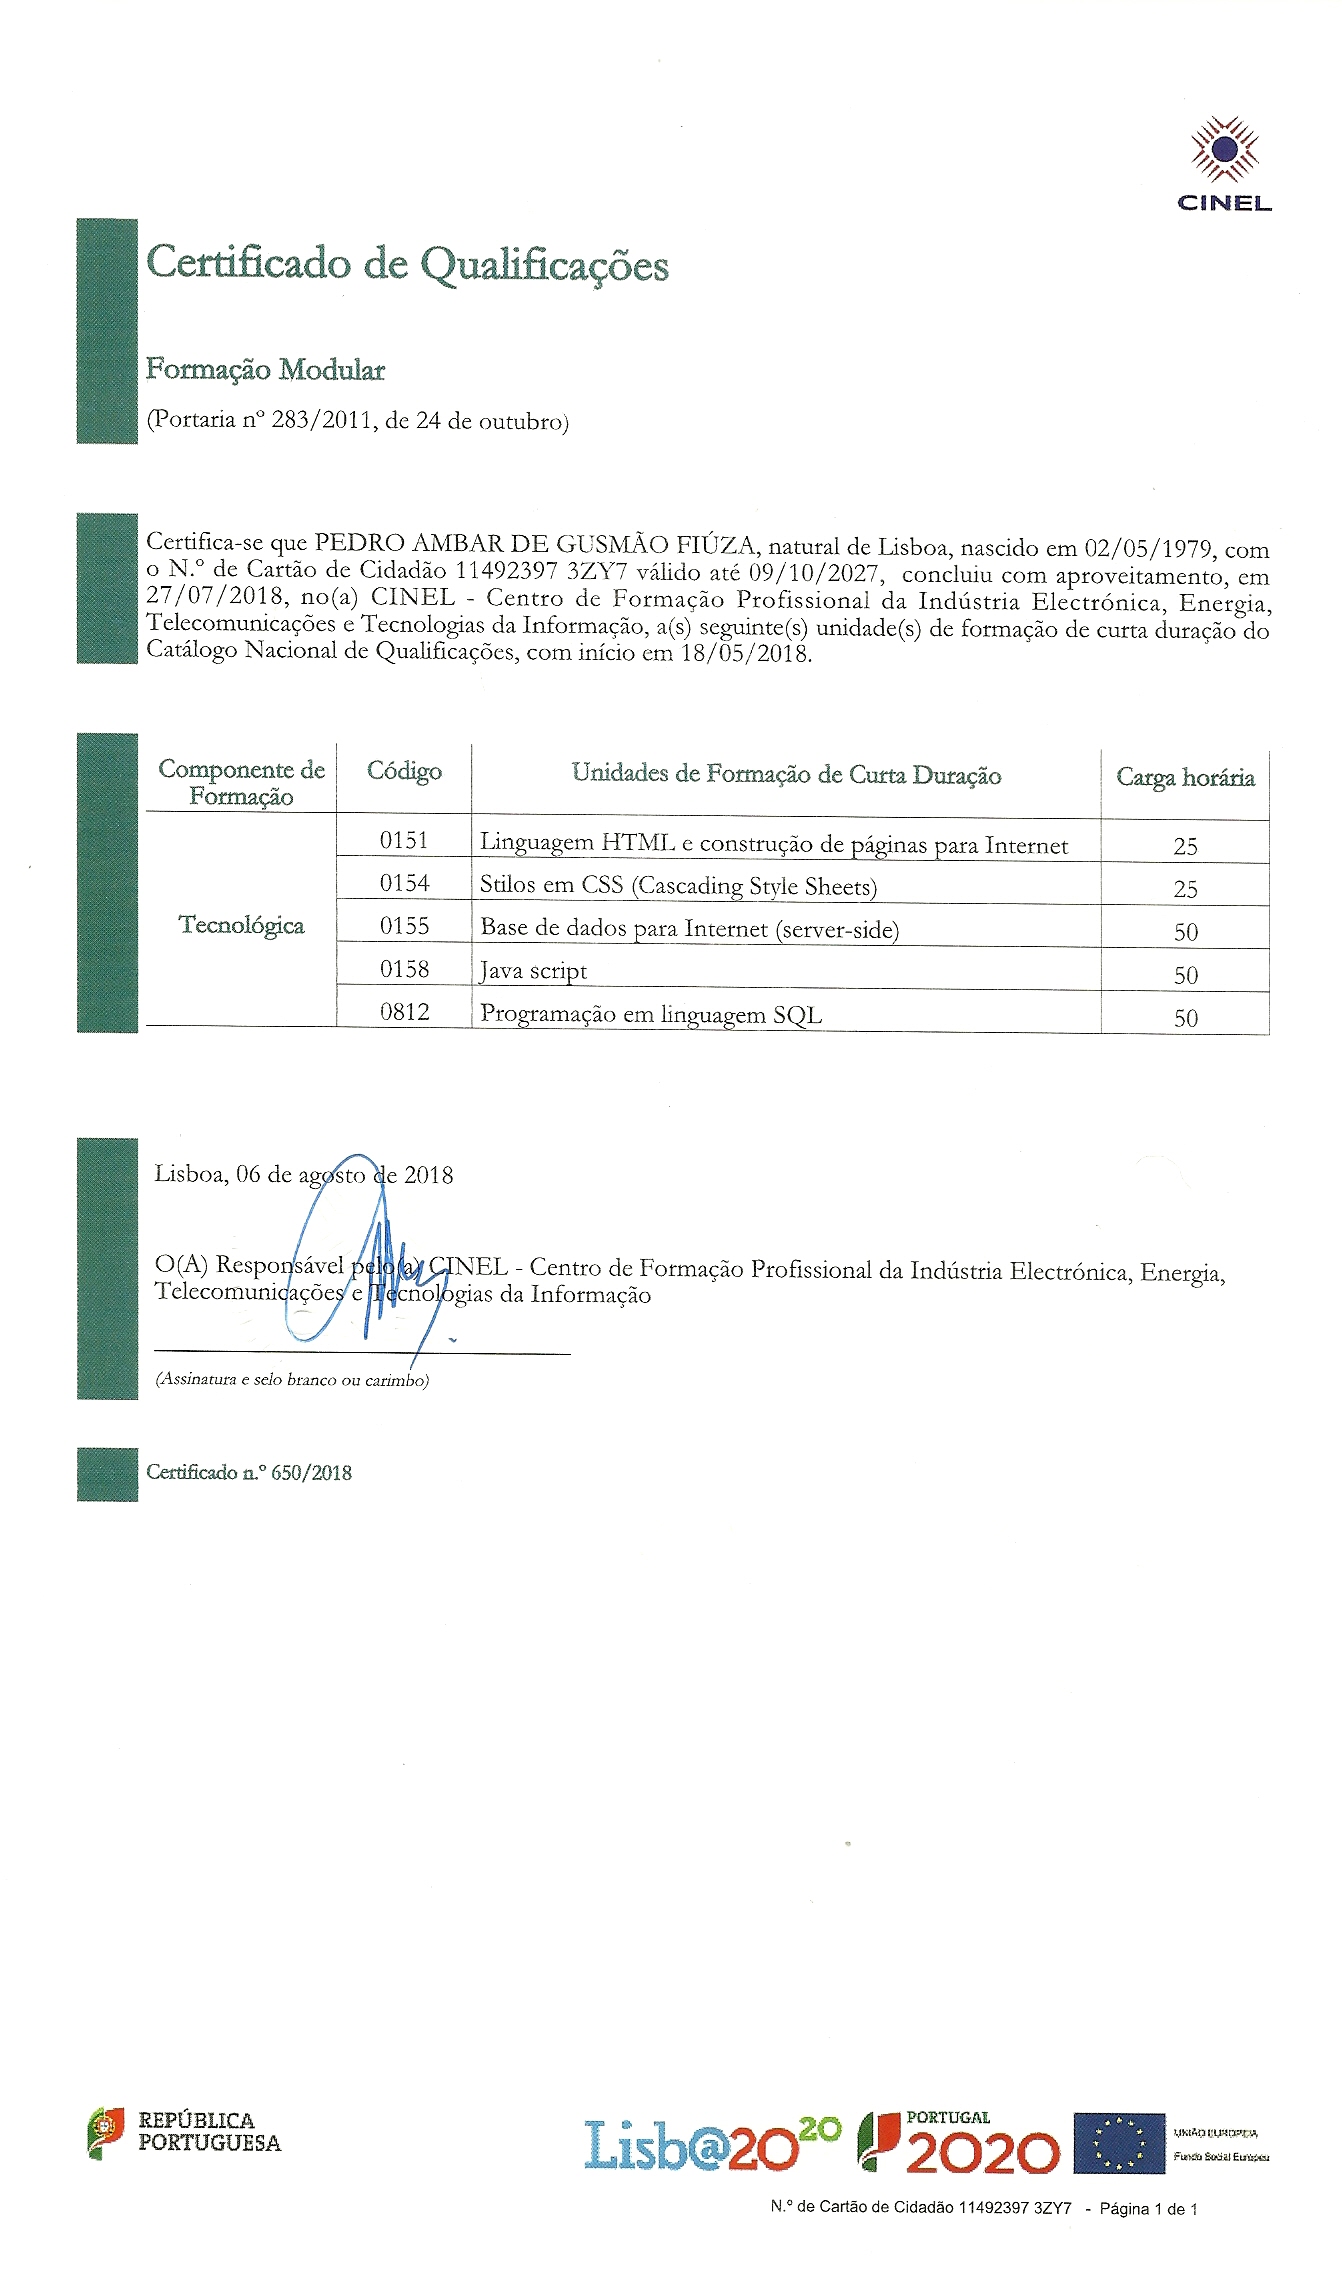 CINEL
Certificado de Qualificações
Formação Modular
(Portaria nº 283/2011, de 24 de outubro)
Certifica-se que PEDRO AMBAR DE GUSMÃO FIÚZA, natural de Lisboa, nascido em 02/05/1979, com
o N.º de Cartão de Cidadão 11492397 3ZY7 válido até 09/10/2027, concluiu com aproveitamento, em
27/07/2018, no(a) CINEL - Centro de Formação Profissional da Indústria Electrónica, Energia,
Telecomunicações e Tecnologias da Informação, a(s) seguinte(s) unidade(s) de formação de curta duração do
Catálogo Nacional de Qualificações, com início em 18/05/2018.
Componente de Formação Código Unidades de Formação de Curta Duração Carga horária
Tecnológica
0151 Linguagem HTML e construção de páginas para Internet 25
0154 Stilos em CSS (Cascading Style Sheets) 25
0155 Base de dados para Internet (server-side) 50
0158 Java script 50
0812 Programação em linguagem SQL 50
Lisboa, 06 de agosto de 2018
O(A) Responsável pelo(a) CINEL - Centro de Formação Profissional da Indústria Electrónica, Energia,
Telecomunicações e Tecnologias da Informação
(Assinatura e selo branco ou carimbo)
Certificado n.º 650/2018
REPÚBLICA
PORTUGUESA
Lisb@2020
PORTUGAL
2020
UNIÃO EUROPEIA
Fundo Social Europeu
N.º de Cartão de Cidadão 11492397 3ZY7 - Página 1 de 1